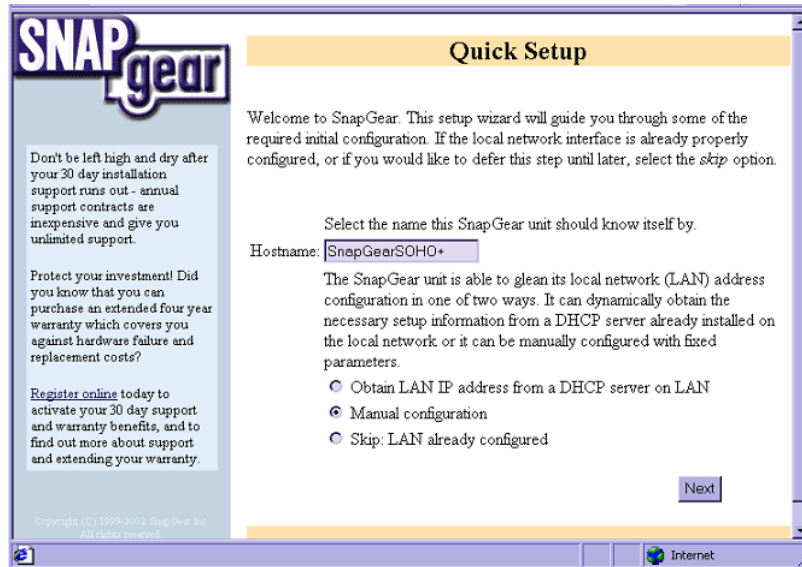 SNAP
gear
Don't be left high and dry after
your 30 day installation
support runs out - annual
support contracts are
inexpensive and give you
unlimited support.
Protect your investment! Did
you know that you can
purchase an extended four year
warranty which covers you
against hardware failure and
replacement costs?
Register online today to
activate your 30 day support
and warranty benefits, and to
find out more about support
and extending your warranty.
Copyright (C) 1999-2002 SnapGear Inc
All rights reserved.
Quick Setup
Welcome to SnapGear. This setup wizard will guide you through some of the
required initial configuration. If the local network interface is already properly
configured, or if you would like to defer this step until later, select the skip option.
Select the name this SnapGear unit should know itself by.
Hostname: SnapGearSOHO+
The SnapGear unit is able to glean its local network (LAN) address
configuration in one of two ways. It can dynamically obtain the
necessary setup information from a DHCP server already installed on
the local network or it can be manually configured with fixed
parameters.
Obtain LAN IP address from a DHCP server on LAN
Manual configuration
Skip: LAN already configured
Next
Internet